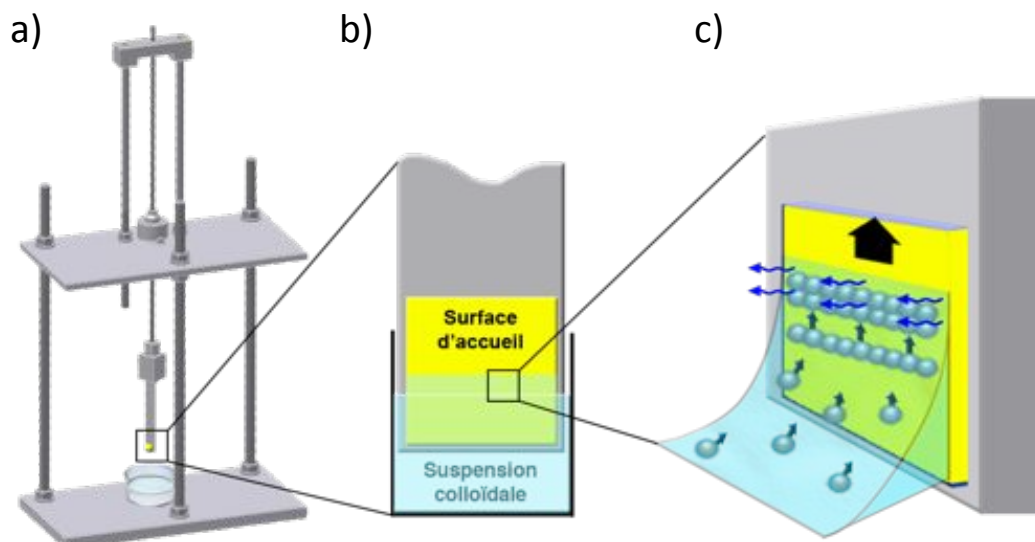 a)
b)
c)
Surface
d'accueil
Suspension
colloïdale